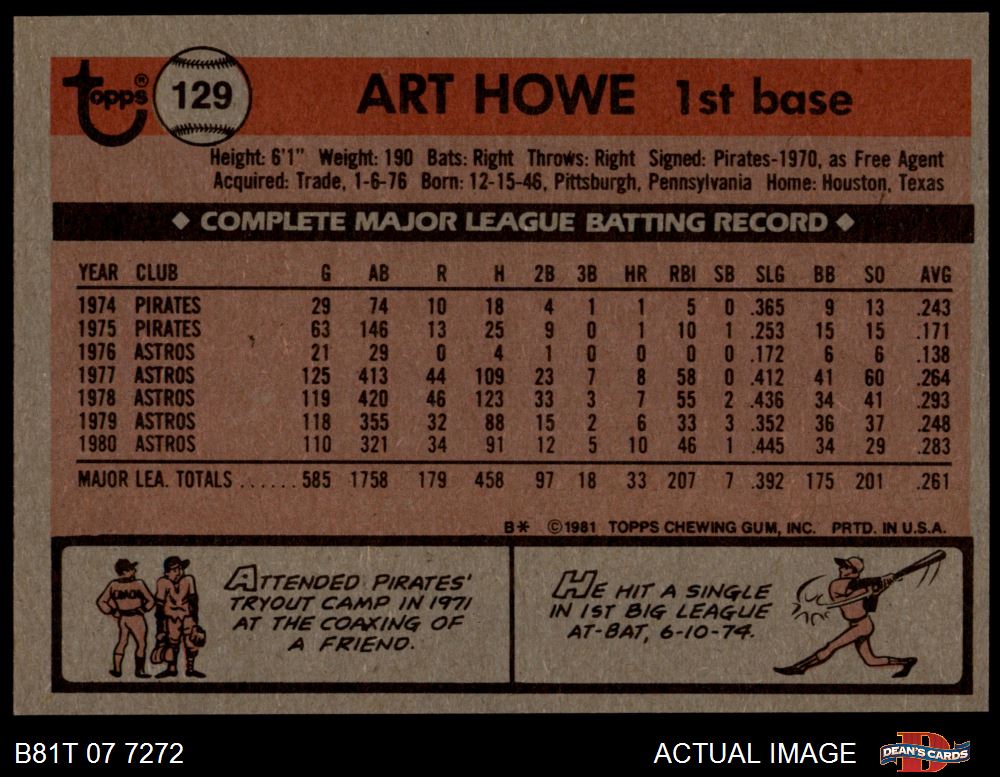 Topps® 129 ART HOWE 1st base
Height: 6'1" Weight: 190 Bats: Right Throws: Right Signed: Pirates-1970, as Free Agent
Acquired: Trade, 1-6-76 Born: 12-15-46, Pittsburgh, Pennsylvania Home: Houston, Texas
◆ COMPLETE MAJOR LEAGUE BATTING RECORD ◆
YEAR CLUB G AB R H 2B 3B HR RBI SB SLG BB SO AVG
1974 PIRATES 29 74 10 18 4 1 1 5 0 .365 9 13 .243
1975 PIRATES 63 146 13 25 9 0 1 10 1 .253 15 15 .171
1976 ASTROS 21 29 0 4 1 0 0 0 0 .172 6 6 .138
1977 ASTROS 125 413 44 109 23 7 8 58 0 .412 41 60 .264
1978 ASTROS 119 420 46 123 33 3 7 55 2 .436 34 41 .293
1979 ASTROS 118 355 32 88 15 2 6 33 3 .352 36 37 .248
1980 ASTROS 110 321 34 91 12 5 10 46 1 .445 34 29 .283
MAJOR LEA. TOTALS ...... 585 1758 179 458 97 18 33 207 7 .392 175 201 .261
B* ©1981 TOPPS CHEWING GUM, INC. PRTD. IN U.S.A.
COACH
ATTENDED PIRATES'
TRYOUT CAMP IN 1971
AT THE COAXING OF
A FRIEND.
HE HIT A SINGLE
IN 1ST BIG LEAGUE
AT-BAT, 6-10-74.
B81T 07 7272 ACTUAL IMAGE DEAN'S CARDS